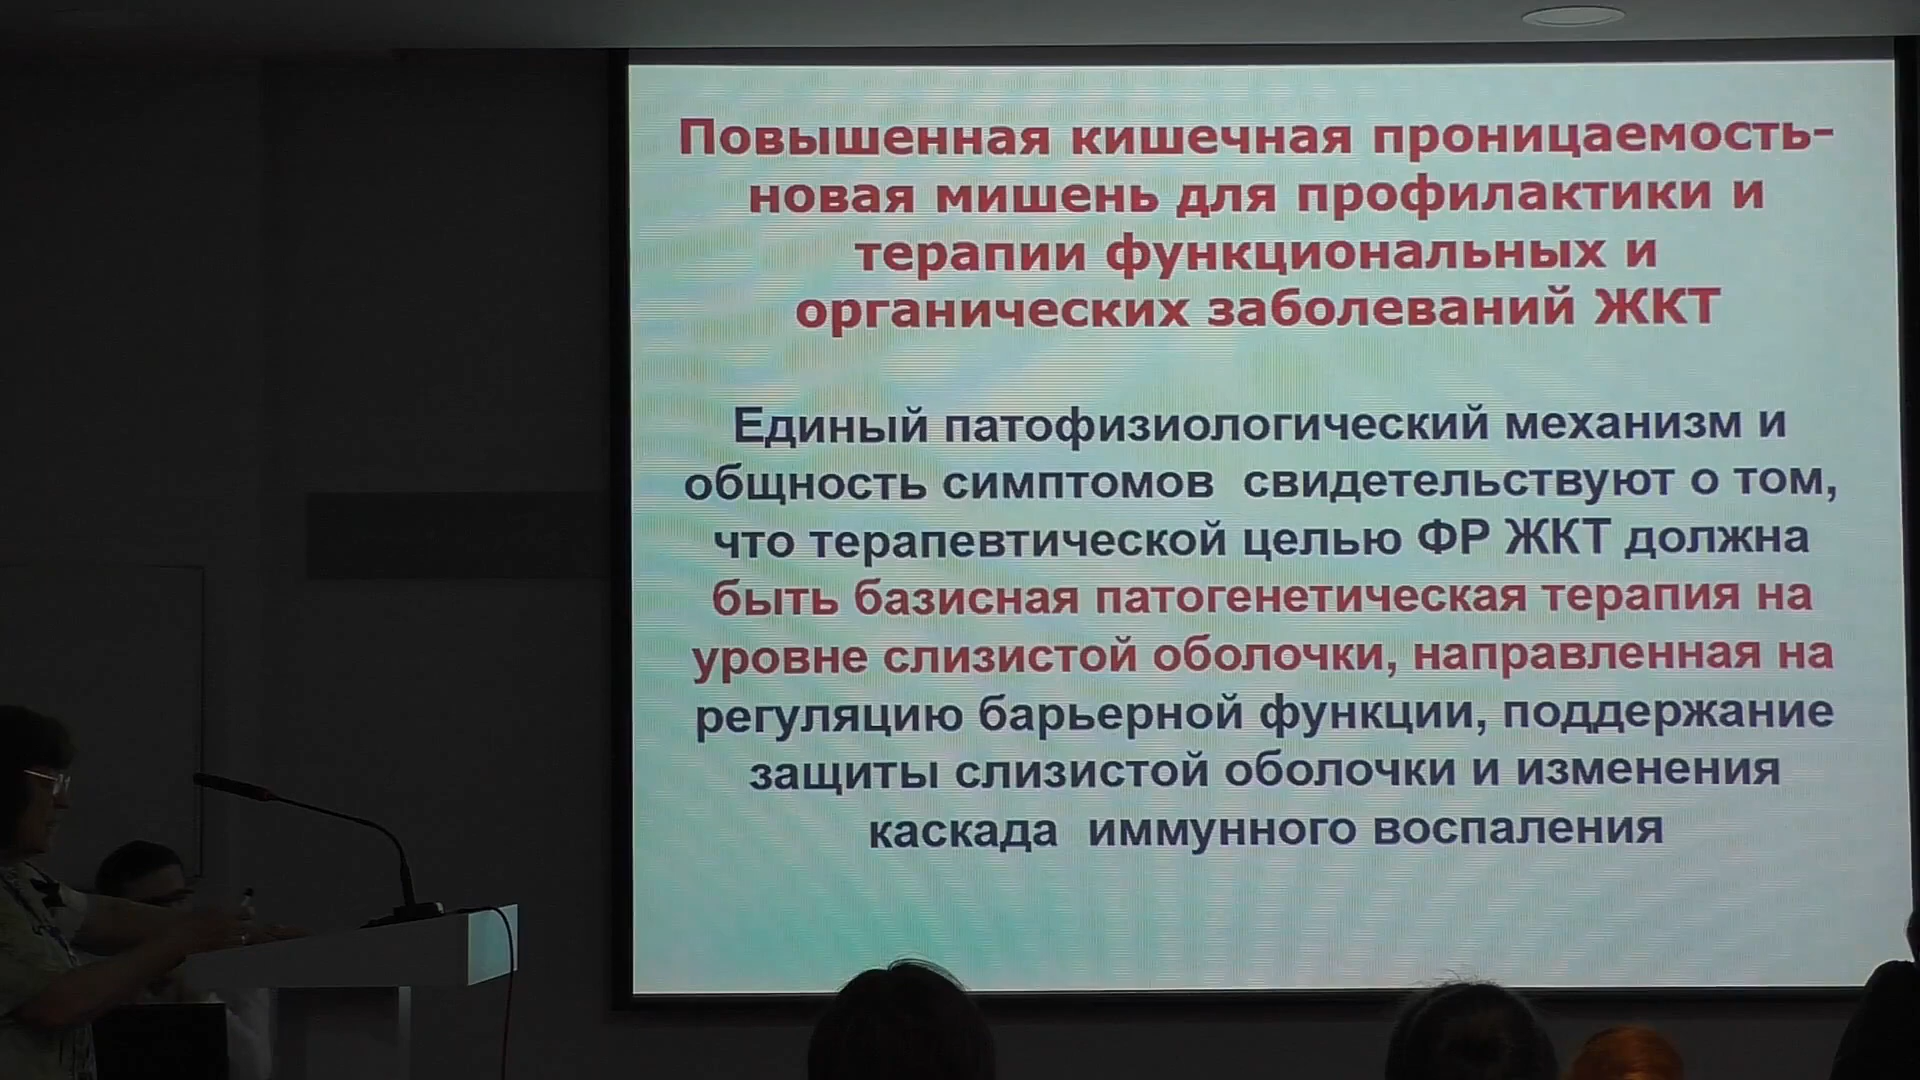 Повышенная кишечная проницаемость-
новая мишень для профилактики и
терапии функциональных и
органических заболеваний ЖКТ
Единый патофизиологический механизм и
общность симптомов свидетельствуют о том,
что терапевтической целью ФР ЖКТ должна
быть базисная патогенетическая терапия на
уровне слизистой оболочки, направленная на
регуляцию барьерной функции, поддержание
защиты слизистой оболочки и изменения
каскада иммунного воспаления